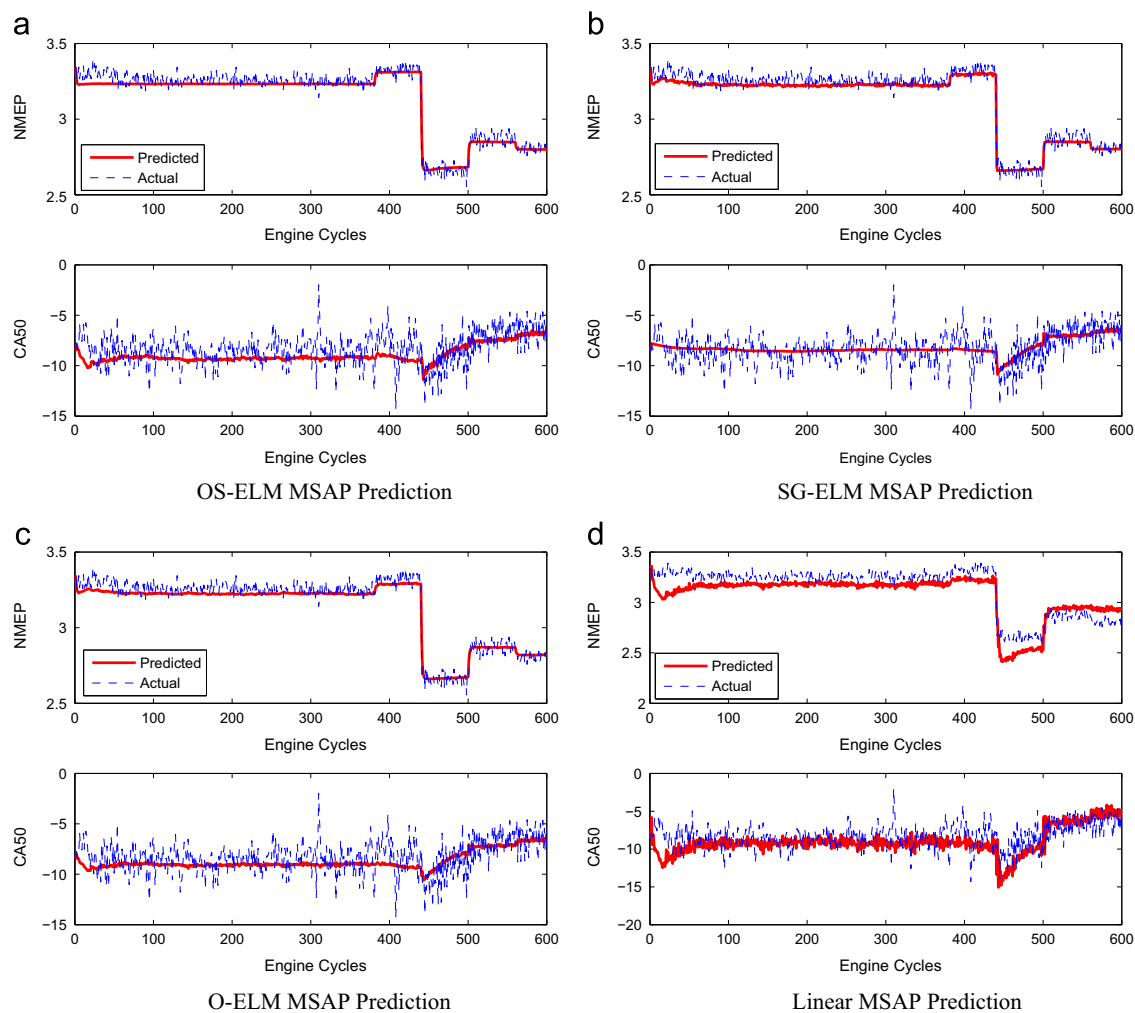 a
3.5
3
2.5
NMEP
Predicted
Actual
0 100 200 300 400 500 600
Engine Cycles
0
−5
−10
−15
CA50
0 100 200 300 400 500 600
Engine Cycles
OS-ELM MSAP Prediction
b
3.5
3
2.5
NMEP
Predicted
Actual
0 100 200 300 400 500 600
Engine Cycles
0
−5
−10
−15
CA50
0 100 200 300 400 500 600
Engine Cycles
SG-ELM MSAP Prediction
c
3.5
3
2.5
NMEP
Predicted
Actual
0 100 200 300 400 500 600
Engine Cycles
0
−5
−10
−15
CA50
0 100 200 300 400 500 600
Engine Cycles
O-ELM MSAP Prediction
d
3.5
3
2.5
2
NMEP
Predicted
Actual
0 100 200 300 400 500 600
Engine Cycles
0
−5
−10
−15
−20
CA50
0 100 200 300 400 500 600
Engine Cycles
Linear MSAP Prediction